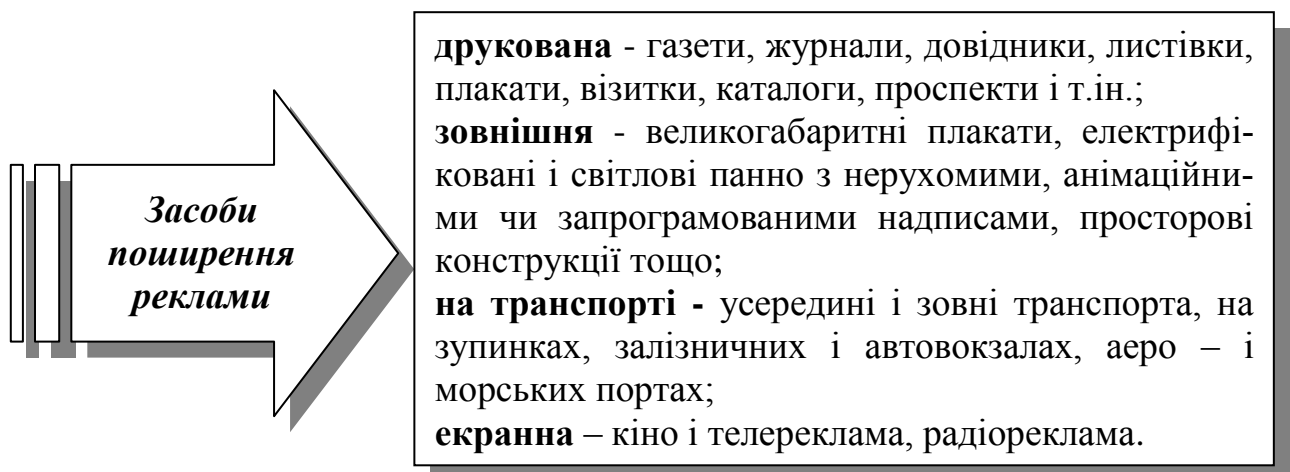 Засоби
поширення
реклами
друкована - газети, журнали, довідники, листівки,
плакати, візитки, каталоги, проспекти і т.ін.;
зовнішня - великогабаритні плакати, електрифі-
ковані і світлові панно з нерухомими, анімаційни-
ми чи запрограмованими надписами, просторові
конструкції тощо;
на транспорті - усередині і зовні транспорта, на
зупинках, залізничних і автовокзалах, аеро – і
морських портах;
екранна – кіно і телереклама, радіореклама.